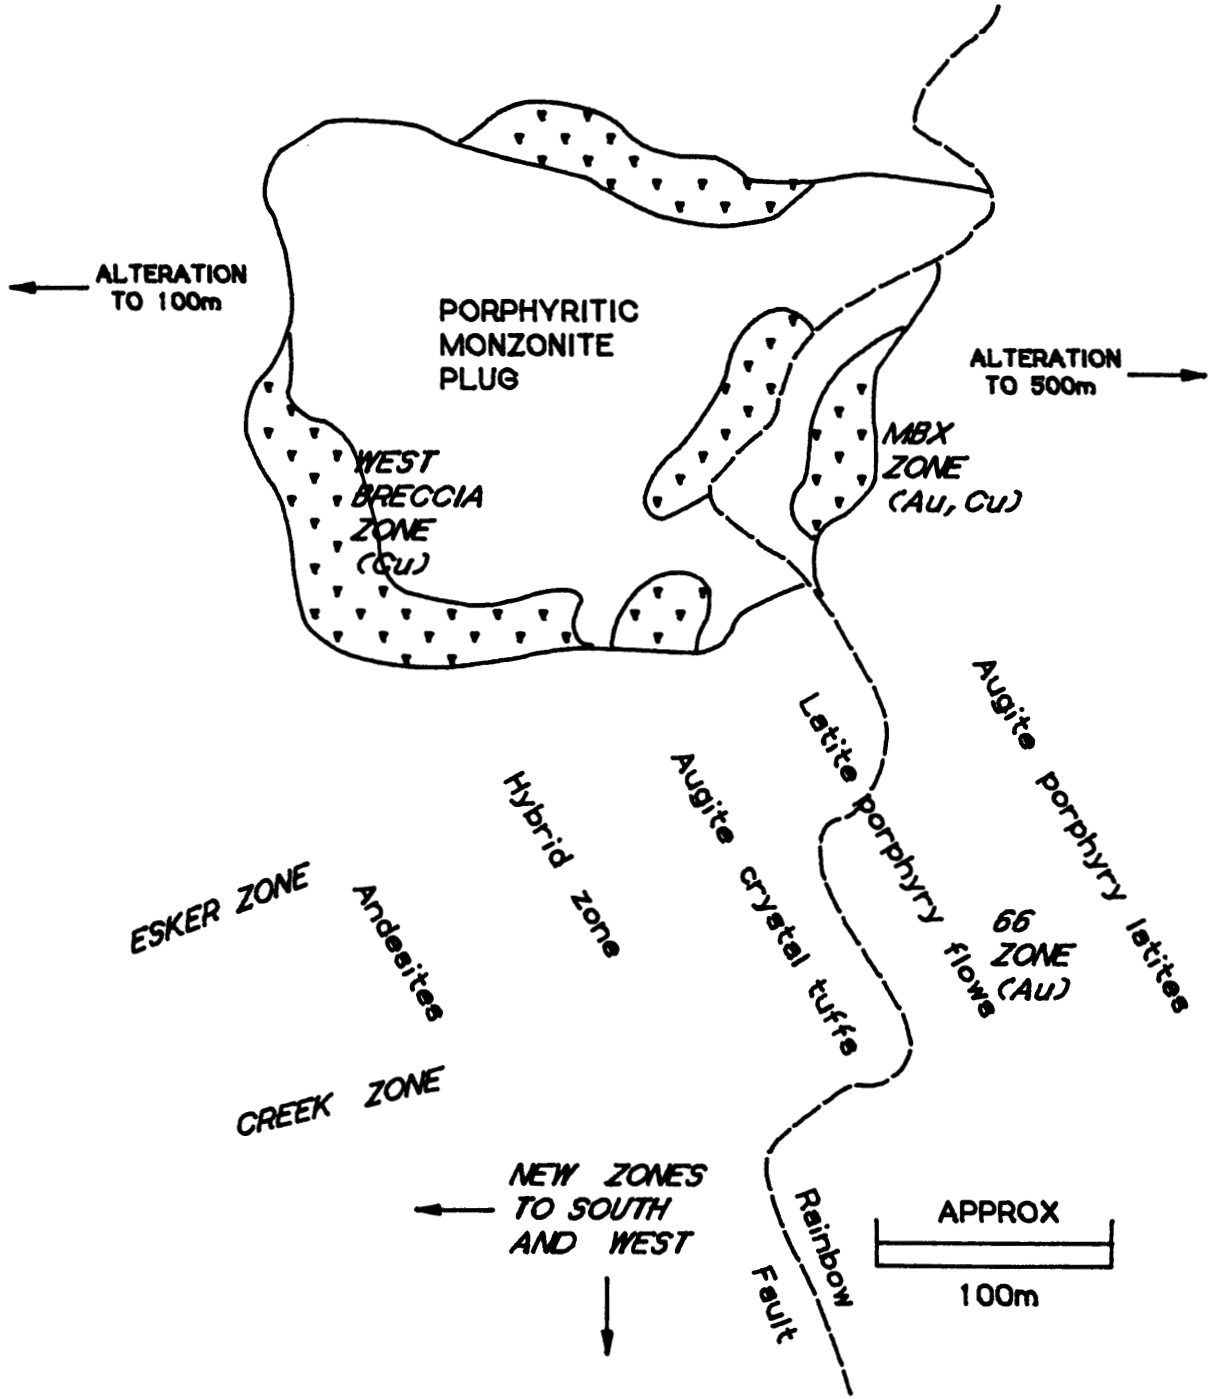 ALTERATION
TO 100m
PORPHYRITIC
MONZONITE
PLUG
ALTERATION
TO 500m
MBX
ZONE
(Au, Cu)
WEST
BRECCIA
ZONE
(Cu)
Augite porphyry latites
Latite porphyry flows
Augite crystal tuffs
Hybrid zone
Andesites
ESKER ZONE
66
ZONE
(Au)
CREEK ZONE
NEW ZONES
TO SOUTH
AND WEST
Rainbow
Fault
APPROX
100m